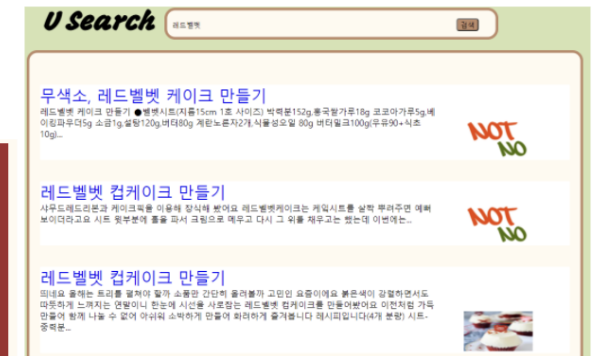 U Search
레드벨벳
검색
무색소, 레드벨벳 케이크 만들기
레드벨벳 케이크 만들기 ●벨벳시트(지름15cm 1호 사이즈) 박력분152g,홍국쌀가루18g 코코아가루5g,베
이킹파우더5g 소금1g,설탕120g,버터80g 계란노른자2개,식물성오일 80g 버터밀크100g(우유90+식초
10g)...
NOT
NO
레드벨벳 컵케이크 만들기
샤무드레드리본과 케이크픽을 이용해 장식해 봤어요 레드벨벳케이크는 케잌시트를 살짝 뿌려주면 예뻐
보이더라고요 시트 윗부분에 홀을 파서 크림으로 메우고 다시 그 위를 채우고는 했는데 이번에는...
NOT
NO
레드벨벳 컵케이크 만들기
띄네요 올해는 트리를 펼쳐야 할까 소품만 간단히 올려볼까 고민인 요즘이에요 붉은색이 강렬하면서도
따뜻하게 느껴지는 연말이니 한눈에 시선을 사로잡는 레드벨벳 컵케이크를 만들어봤어요 이전처럼 가득
만들어 함께 나눌 수 없어 아쉬워 소박하게 만들어 화려하게 즐겨봅니다 레시피입니다(4개 분량) 시트-
중력분...